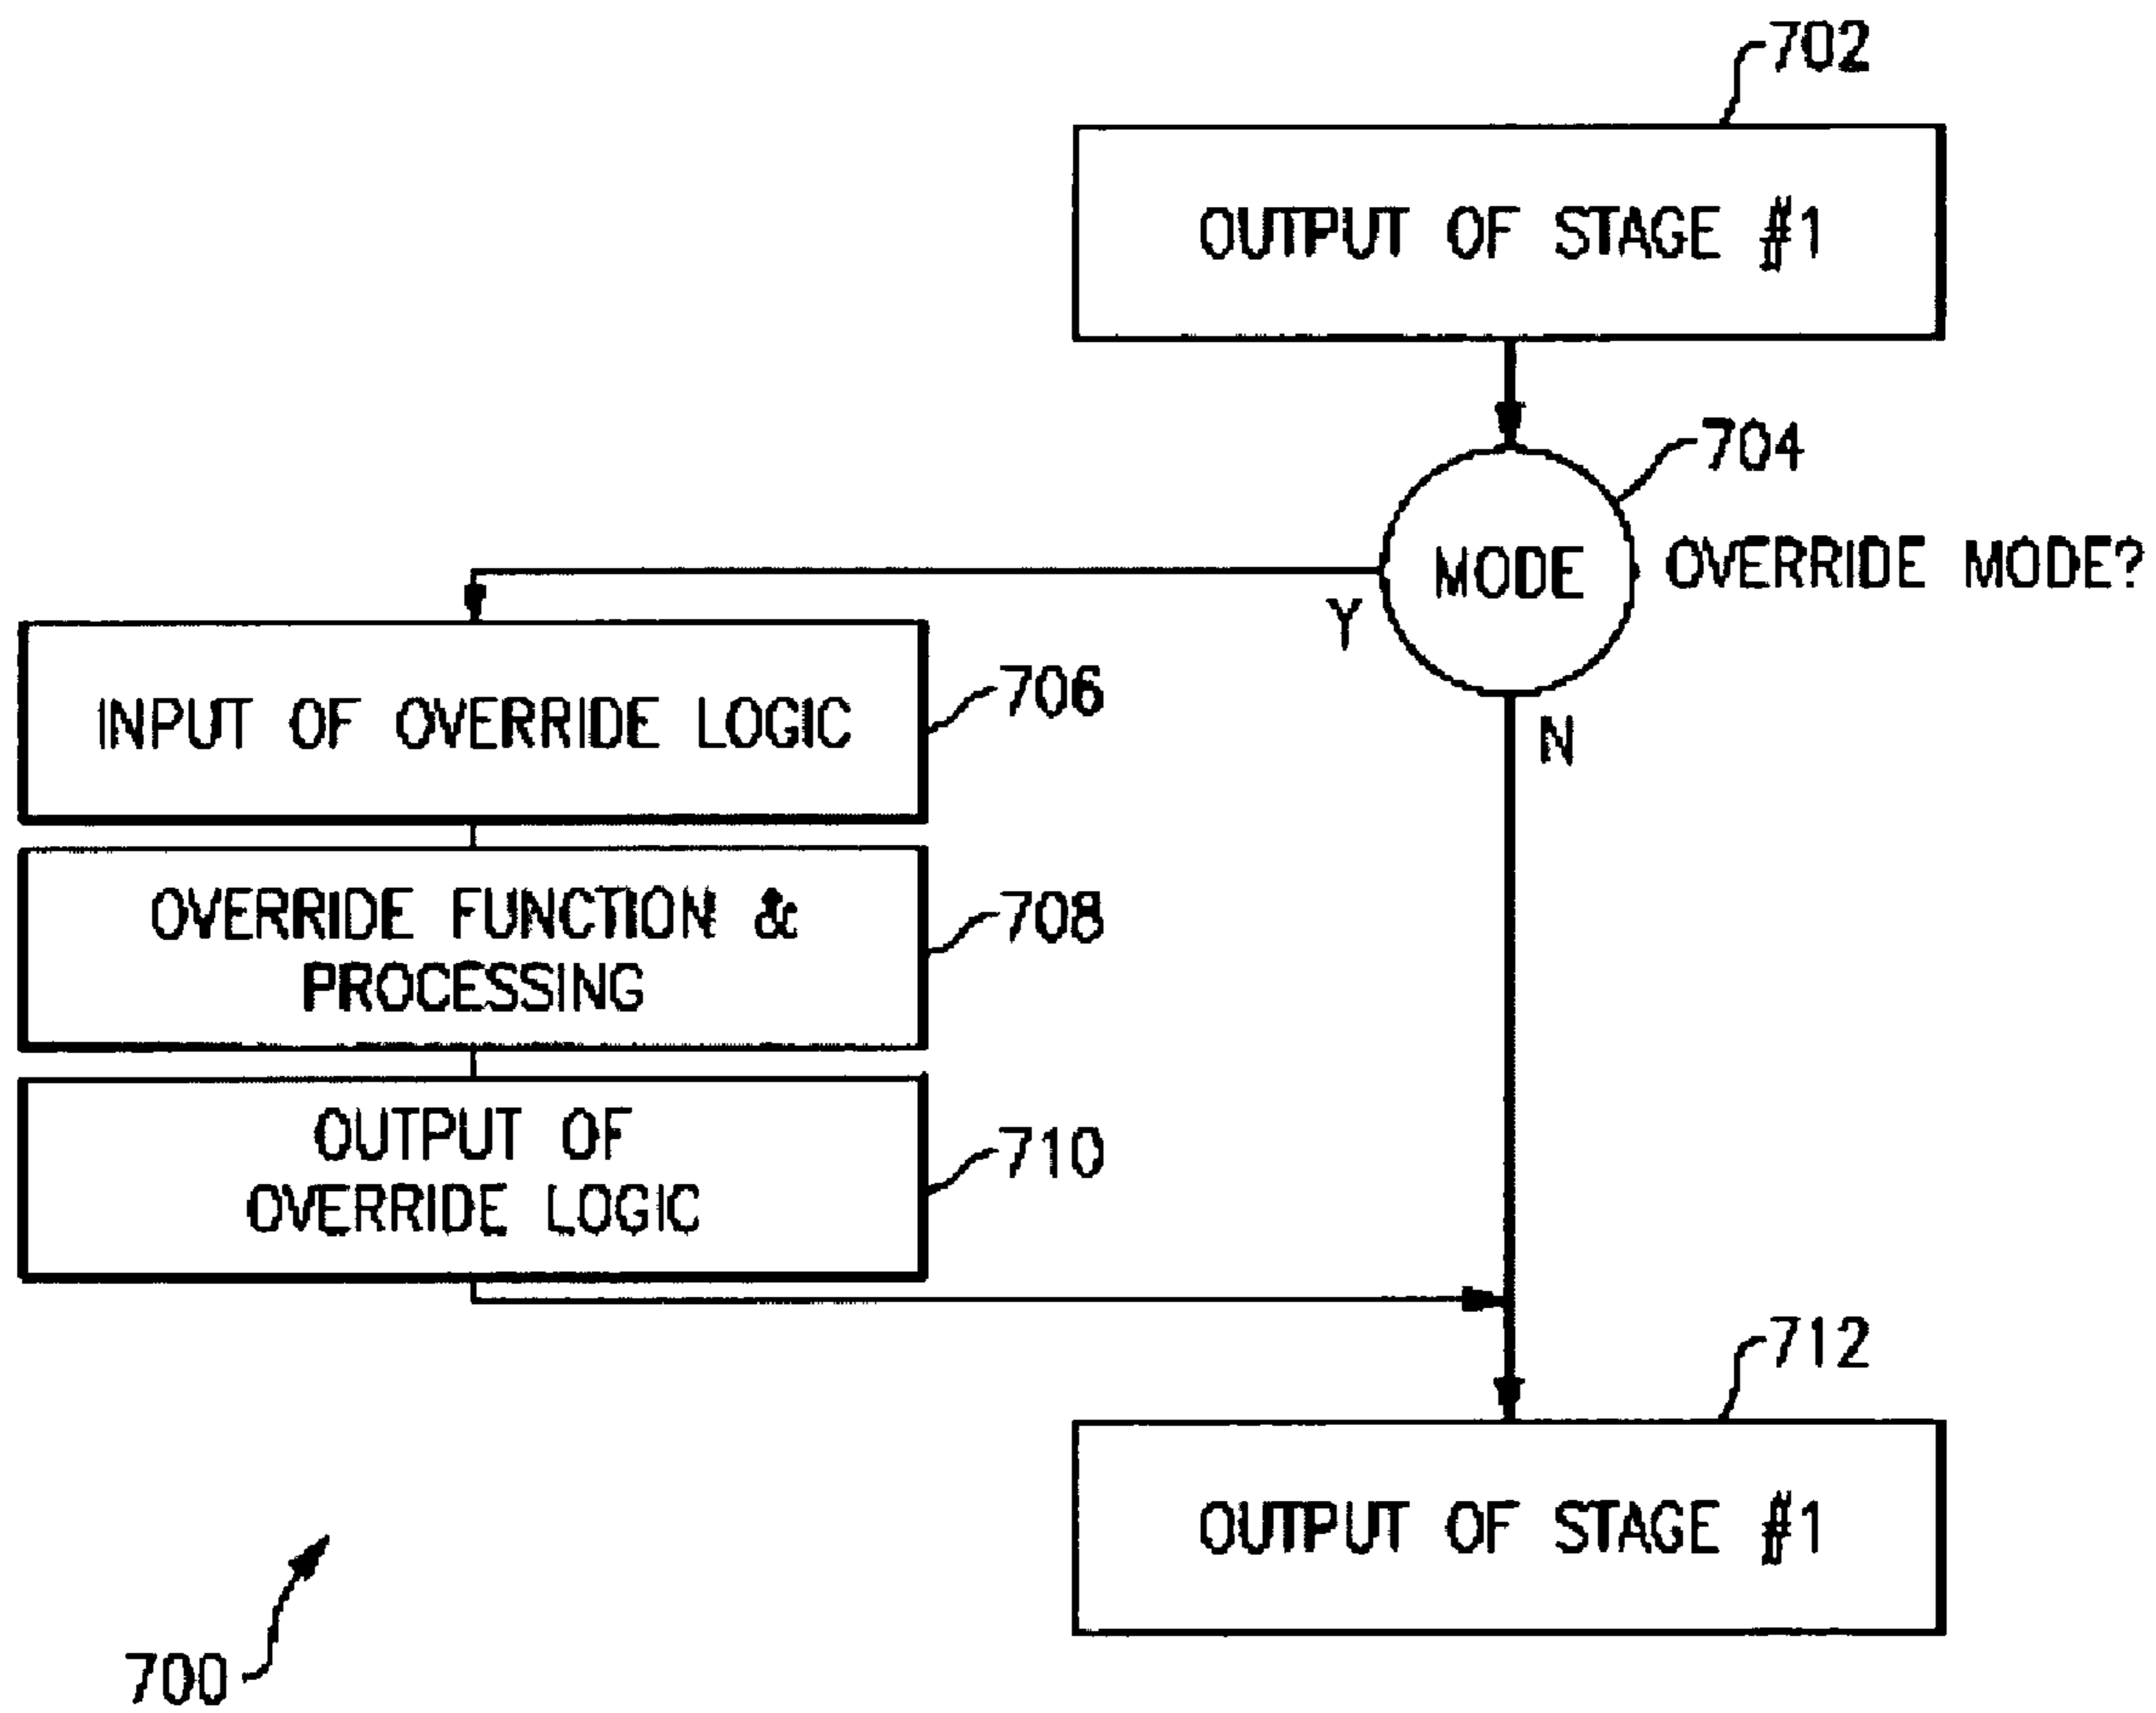 702
OUTPUT OF STAGE #1
704
MODE
OVERRIDE MODE?
Y
N
INPUT OF OVERRIDE LOGIC
706
OVERRIDE FUNCTION &
PROCESSING
708
OUTPUT OF
OVERRIDE LOGIC
710
712
OUTPUT OF STAGE #1
700